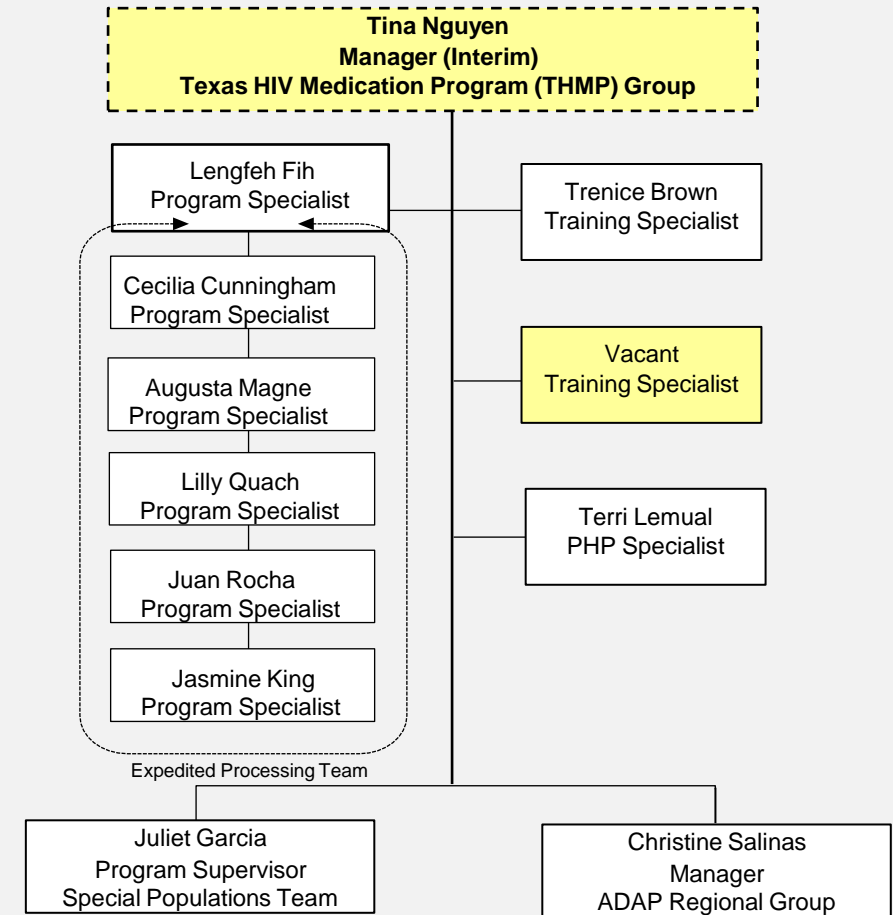 Tina Nguyen
Manager (Interim)
Texas HIV Medication Program (THMP) Group
Lengfeh Fih
Program Specialist
Trenice Brown
Training Specialist
Cecilia Cunningham
Program Specialist
Vacant
Training Specialist
Augusta Magne
Program Specialist
Lilly Quach
Program Specialist
Terri Lemual
PHP Specialist
Juan Rocha
Program Specialist
Jasmine King
Program Specialist
Expedited Processing Team
Juliet Garcia
Program Supervisor
Special Populations Team
Christine Salinas
Manager
ADAP Regional Group